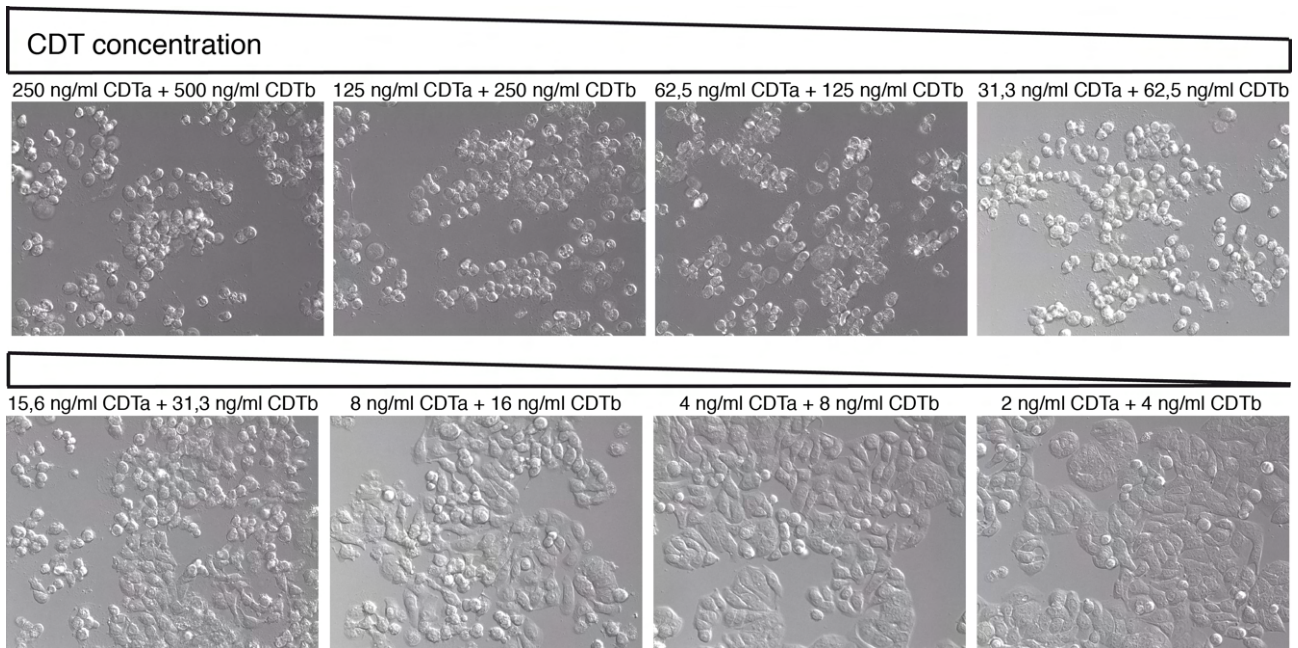 CDT concentration
250 ng/ml CDTa + 500 ng/ml CDTb
125 ng/ml CDTa + 250 ng/ml CDTb
62,5 ng/ml CDTa + 125 ng/ml CDTb
31,3 ng/ml CDTa + 62,5 ng/ml CDTb
15,6 ng/ml CDTa + 31,3 ng/ml CDTb
8 ng/ml CDTa + 16 ng/ml CDTb
4 ng/ml CDTa + 8 ng/ml CDTb
2 ng/ml CDTa + 4 ng/ml CDTb